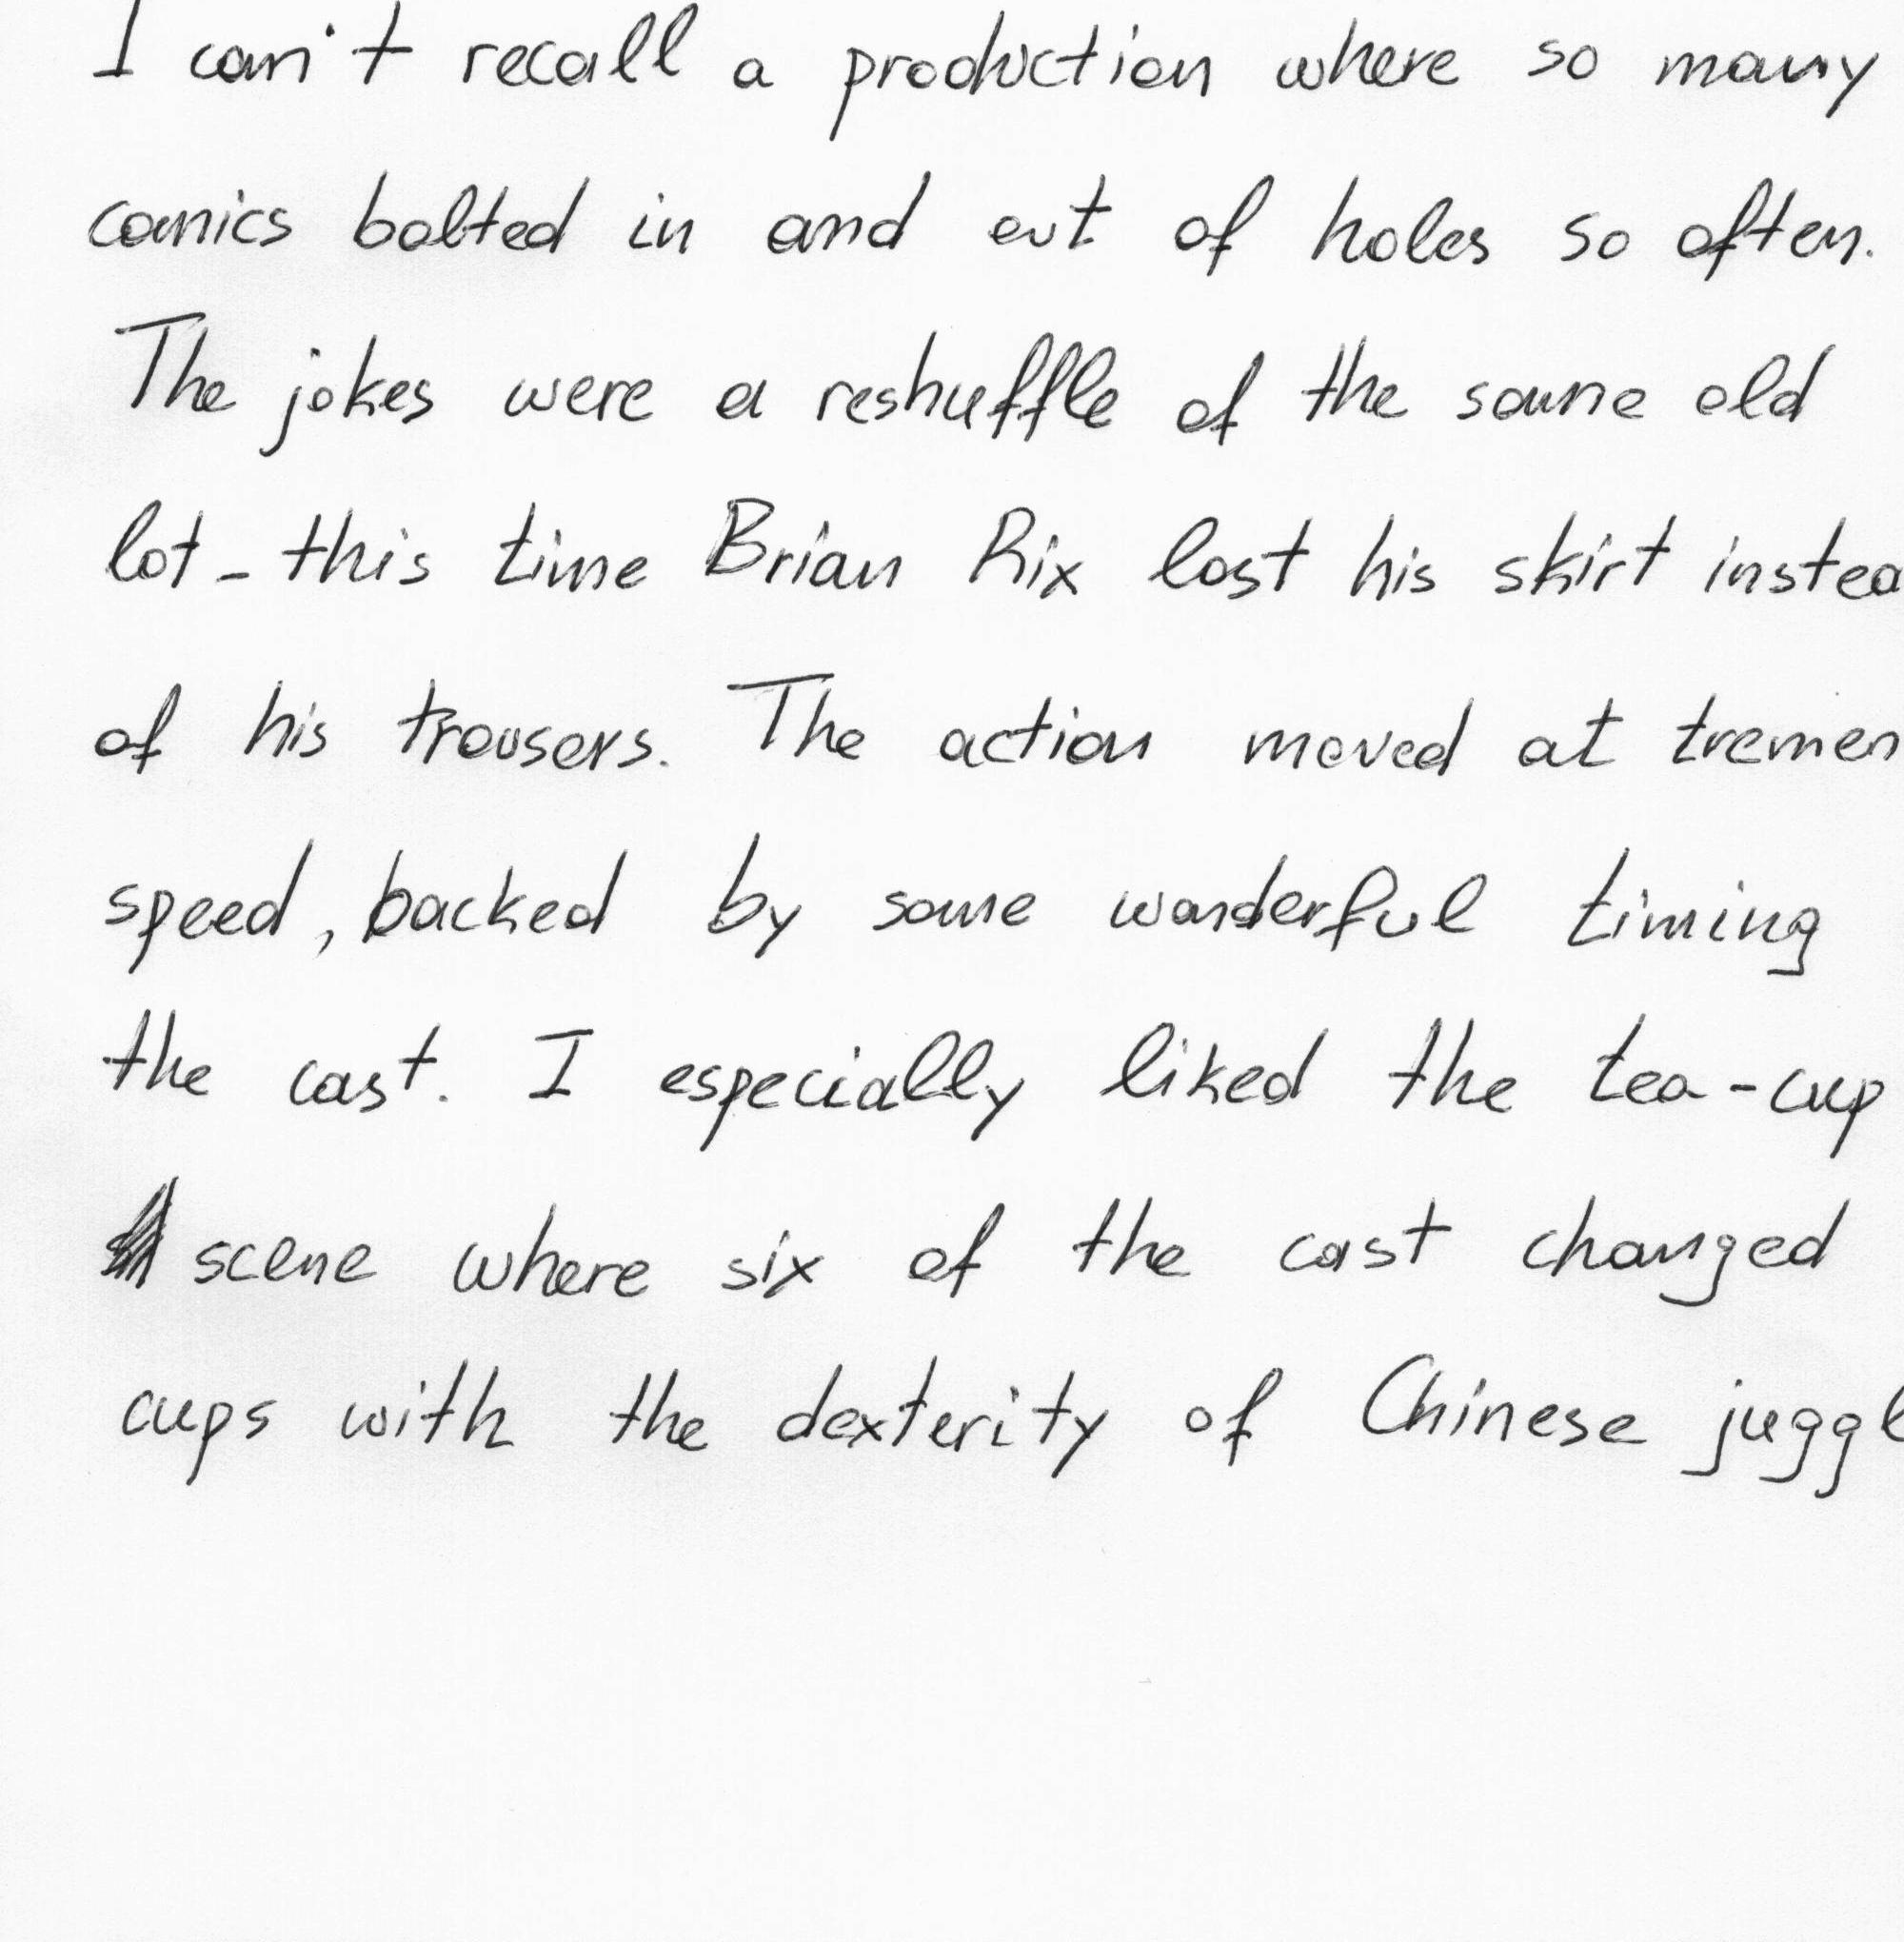 I can't recall a production where so many
comics bolted in and out of holes so often.
The jokes were a reshuffle of the same old
lot - this time Brian Rix lost his skirt instea
of his trousers. The action moved at tremen
speed, backed by some wonderful timing
the cast. I especially liked the tea-cup
scene where six of the cast changed
cups with the dexterity of Chinese juggl